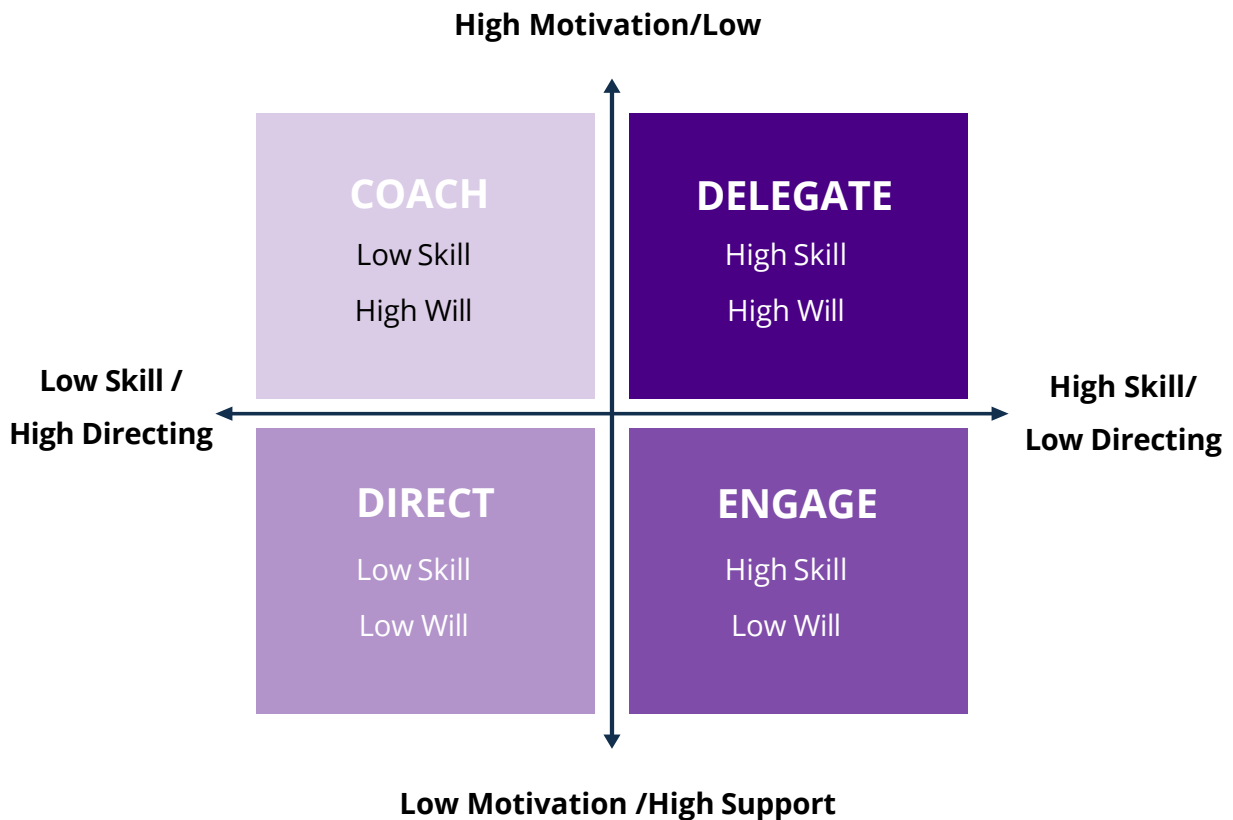 High Motivation/Low
COACH
Low Skill
High Will
DELEGATE
High Skill
High Will
Low Skill /
High Directing
High Skill/
Low Directing
DIRECT
Low Skill
Low Will
ENGAGE
High Skill
Low Will
Low Motivation /High Support